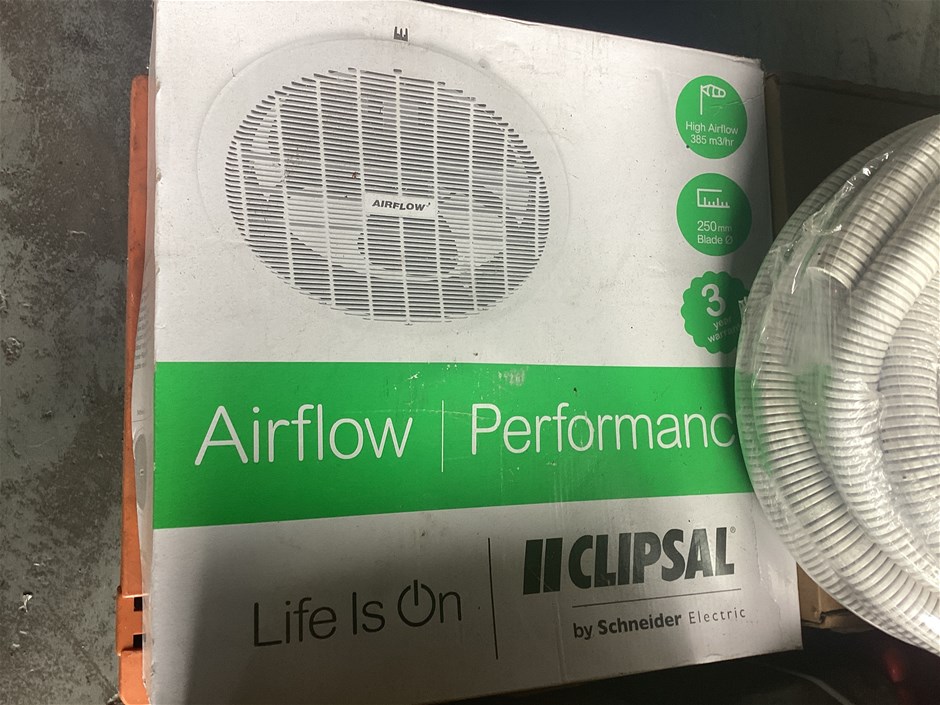 AIRFLOW
High Airflow
385 m3/hr
250mm
Blade Ø
3
Airflow | Performanc
Life Is On
CLIPSAL®
by Schneider Electric